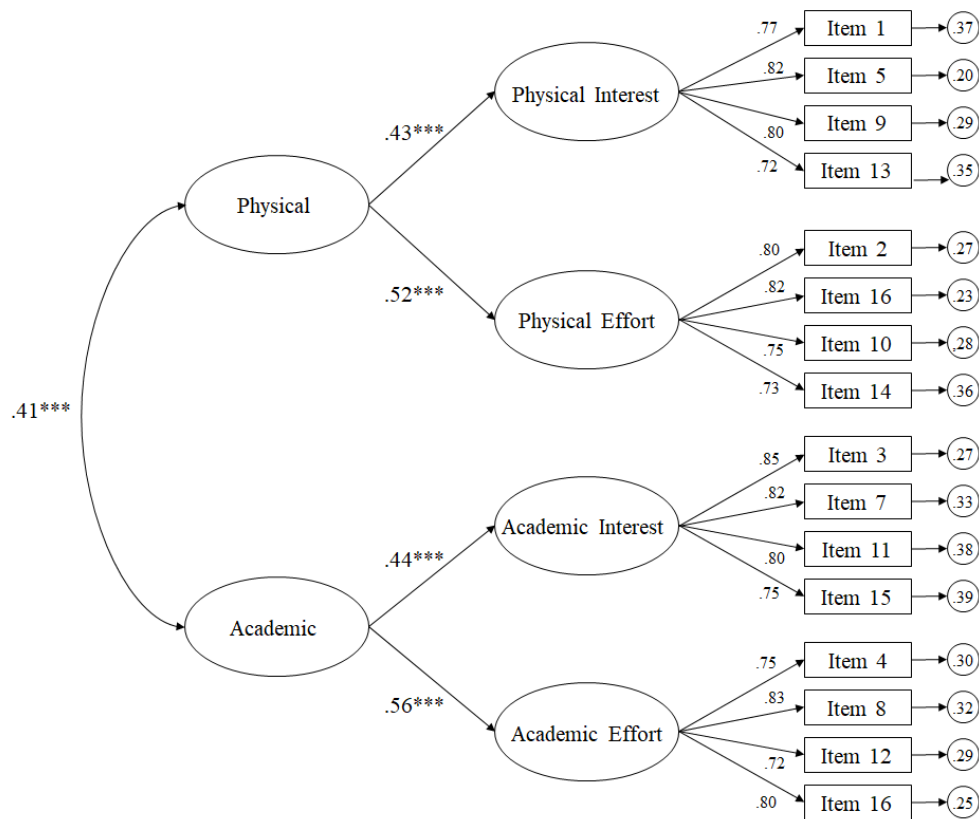 .77 Item 1 .37
.82 Item 5 .20
Physical Interest
Item 9 .29
.80
.43***
.72 Item 13 .35
Physical
.80 Item 2 .27
.82 Item 16 .23
.52***
Physical Effort
.75 Item 10 .28
.73 Item 14 .36
.41***
.85 Item 3 .27
.82 Item 7 .33
Academic Interest
.44***
.80 Item 11 .38
.75 Item 15 .39
Academic
.75 Item 4 .30
.56***
.83 Item 8 .32
Academic Effort
.72 Item 12 .29
.80 Item 16 .25